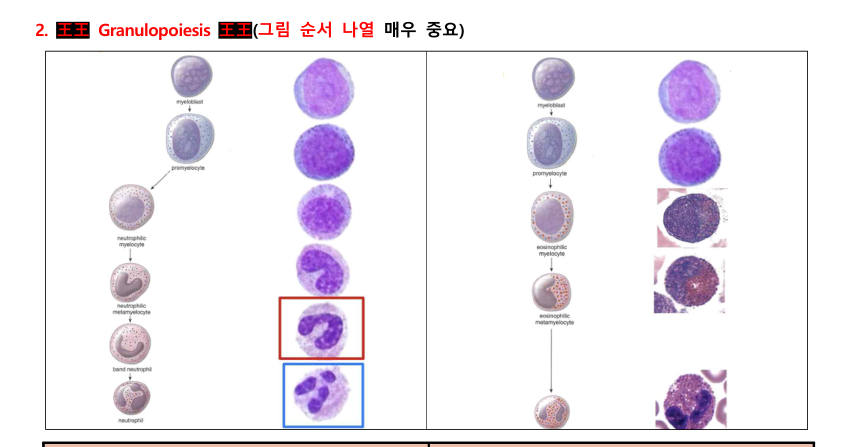 2. 王王 Granulopoiesis 王王(그림 순서 나열 매우 중요)
myeloblast
promyelocyte
neutrophilic
myelocyte
neutrophilic
metamyelocyte
band neutrophil
neutrophil
myeloblast
promyelocyte
eosinophilic
myelocyte
eosinophilic
metamyelocyte